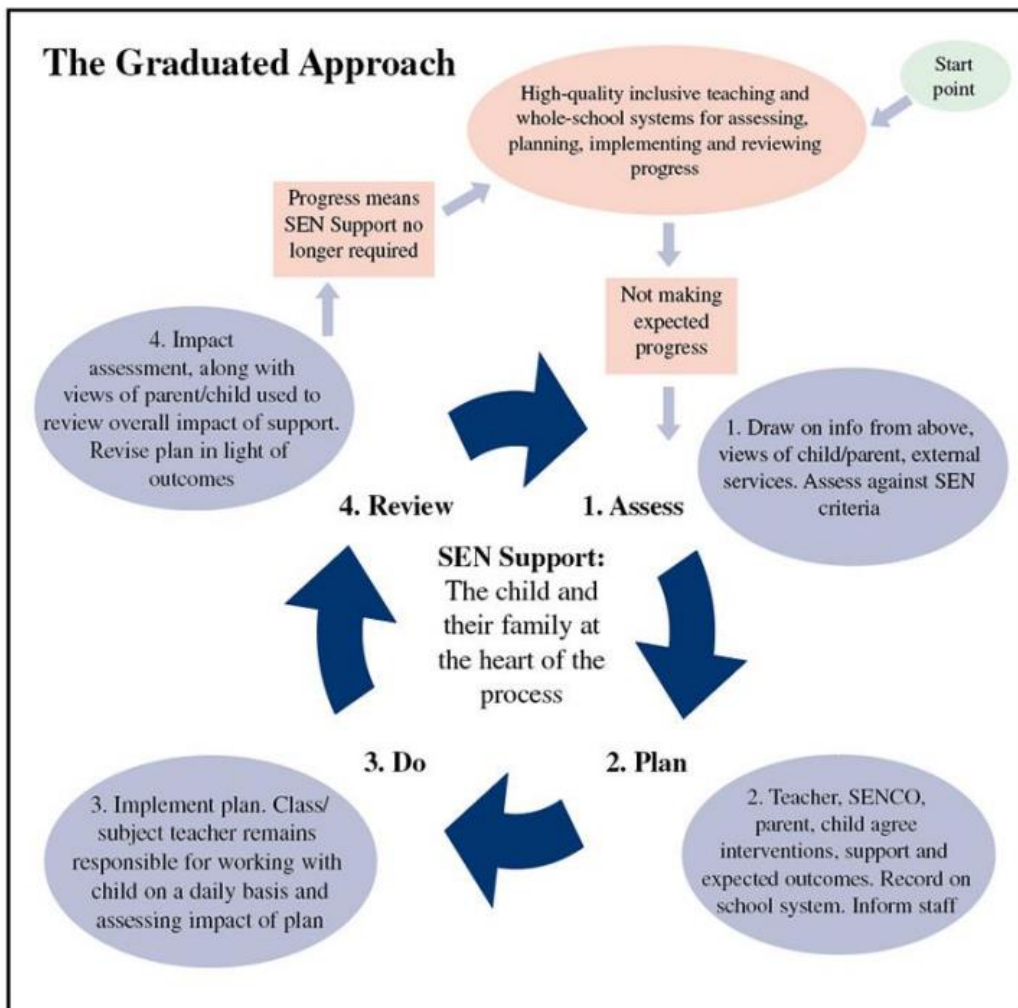 The Graduated Approach
Start
point
High-quality inclusive teaching and
whole-school systems for assessing,
planning, implementing and reviewing
progress
Progress means
SEN Support no
longer required
Not making
expected
progress
4. Impact
assessment, along with
views of parent/child used to
review overall impact of support.
Revise plan in light of
outcomes
1. Draw on info from above,
views of child/parent, external
services. Assess against SEN
criteria
4. Review
1. Assess
SEN Support:
The child and
their family at
the heart of the
process
3. Do
2. Plan
3. Implement plan. Class/
subject teacher remains
responsible for working with
child on a daily basis and
assessing impact of plan
2. Teacher, SENCO,
parent, child agree
interventions, support and
expected outcomes. Record on
school system. Inform staff